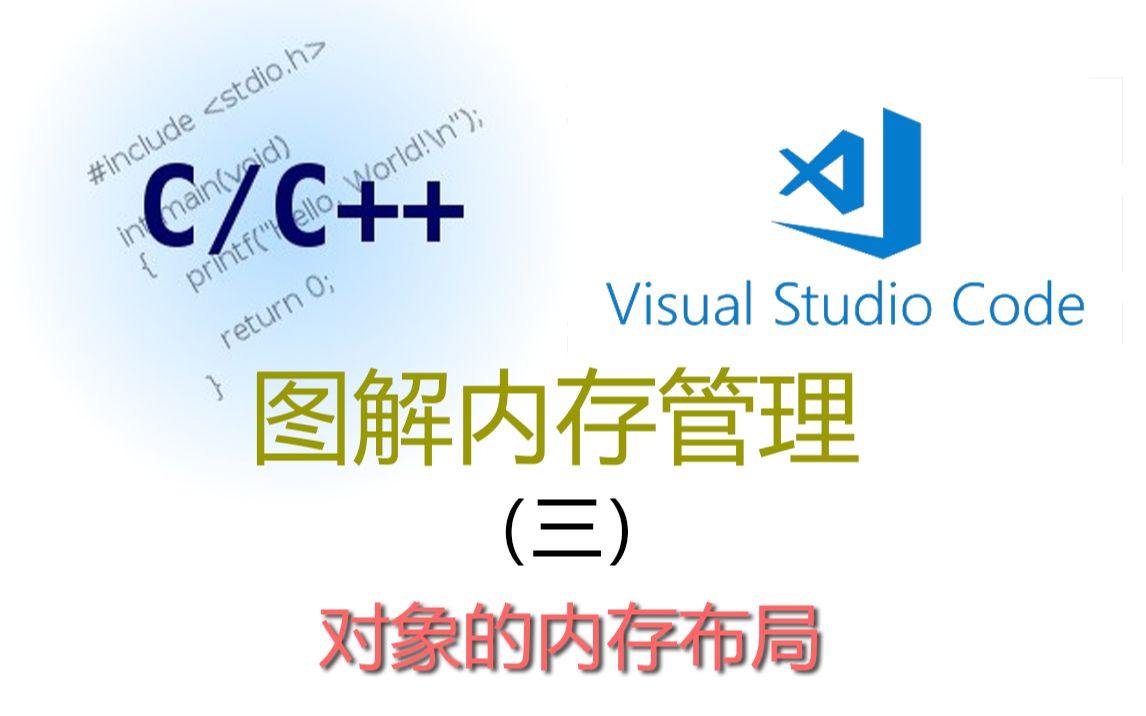 #include <stdio.h>
int main(void)
{
printf("Hello, World!\n");
return 0;
}
C/C++
Visual Studio Code
图解内存管理
(三)
对象的内存布局